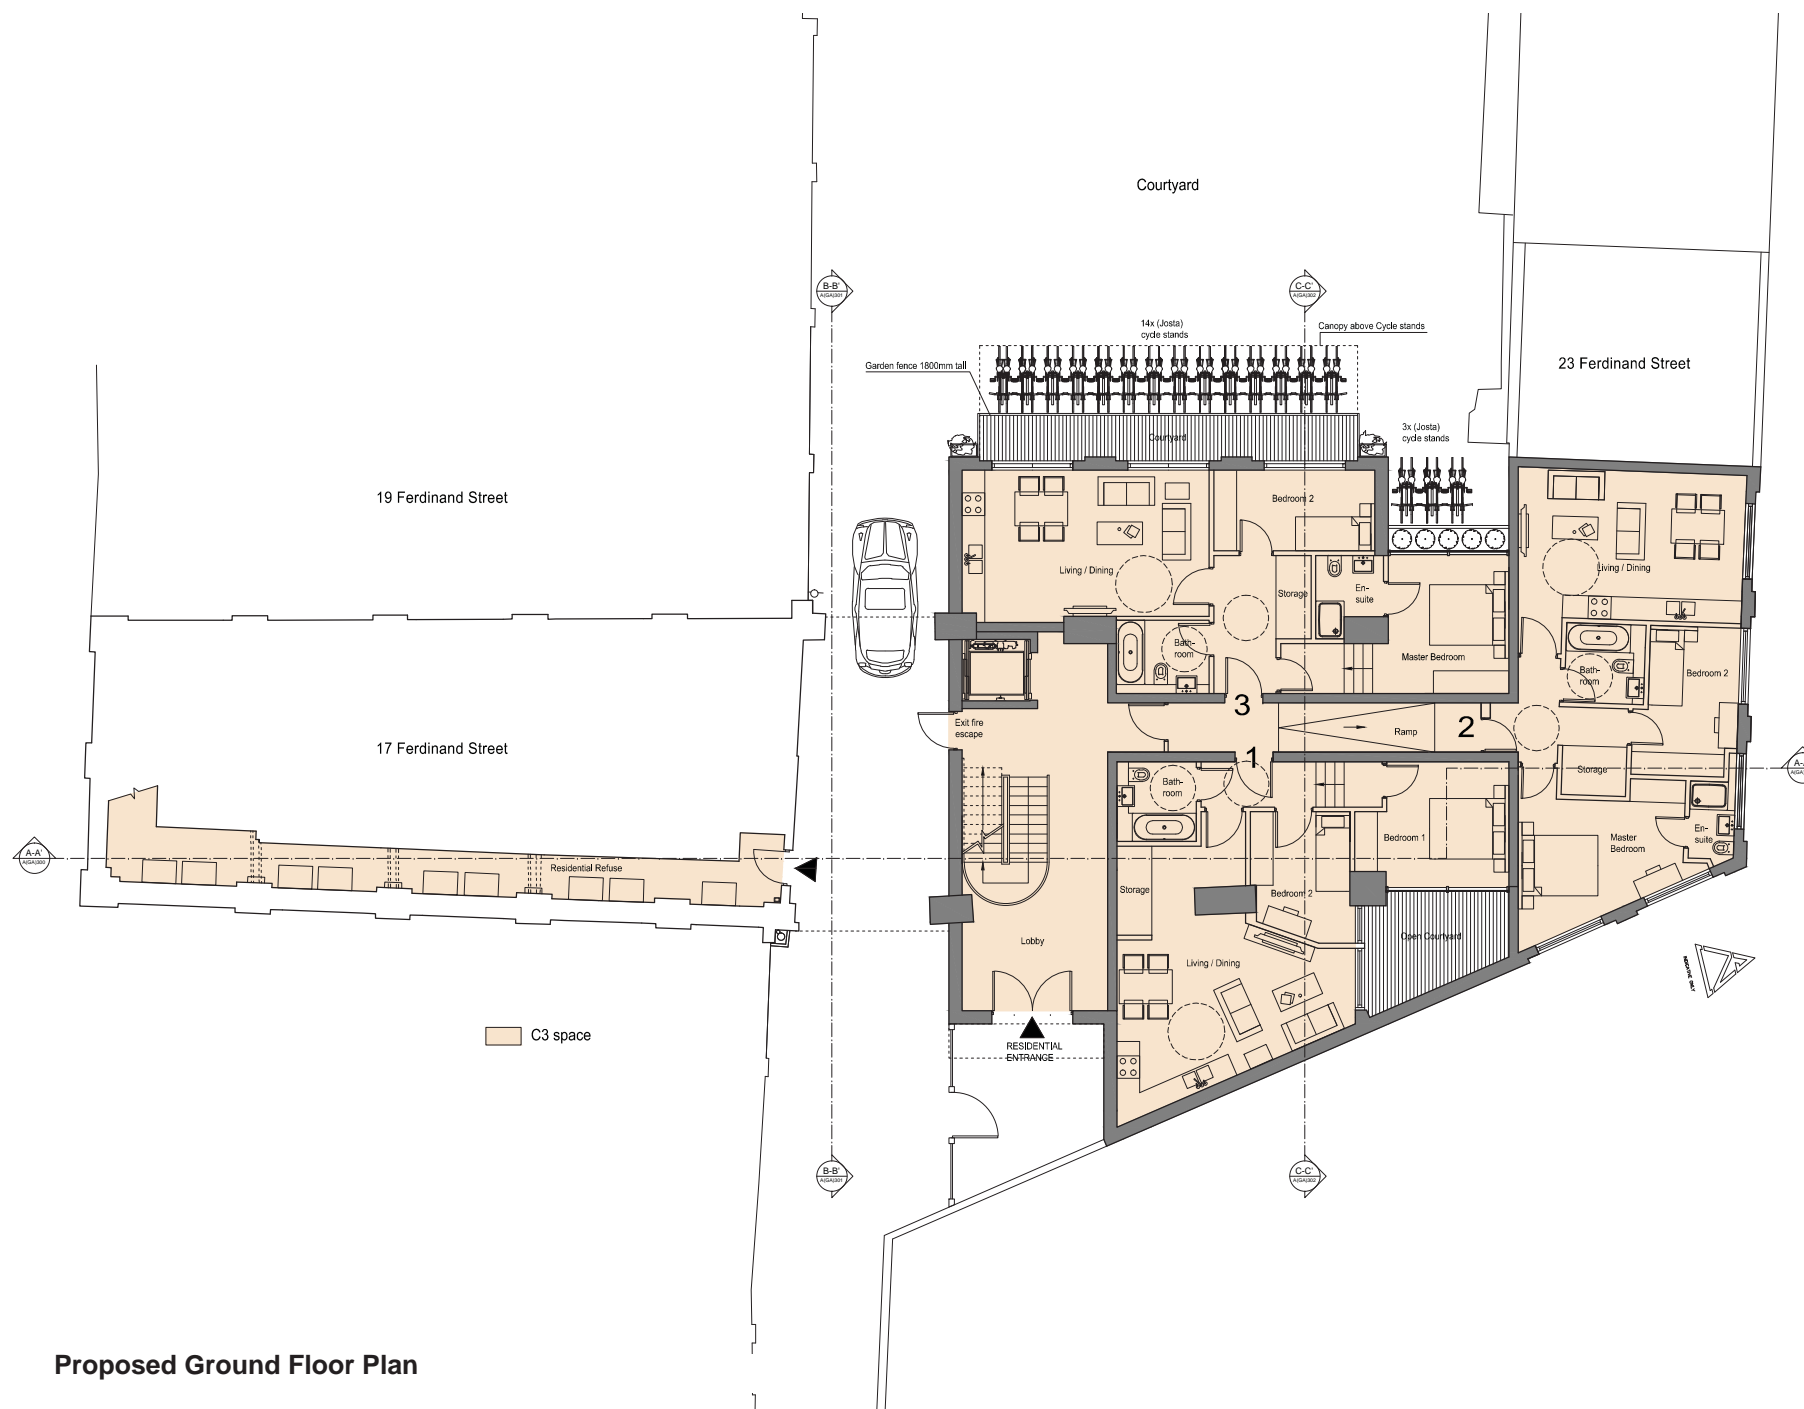 Courtyard
B-B'
A(GA)301
C-C'
A(GA)302
14x (Josta)
cycle stands
Canopy above Cycle stands
Garden fence 1800mm tall
23 Ferdinand Street
3x (Josta)
cycle stands
Courtyard
19 Ferdinand Street
Bedroom 2
Living / Dining
Storage
En-
suite
Living / Dining
Bath-
room
Master Bedroom
Bath-
room
Bedroom 2
3
Exit fire
escape
17 Ferdinand Street
Ramp
2
1
Storage
A-A'
A(GA)300
Bath-
room
Residential Refuse
Bedroom 1
Master
Bedroom
En-
suite
Storage
Bedroom 2
Lobby
Living / Dining
Open Courtyard
INDICATIVE ONLY
C3 space
RESIDENTIAL
ENTRANCE
B-B'
A(GA)301
C-C'
A(GA)302
Proposed Ground Floor Plan